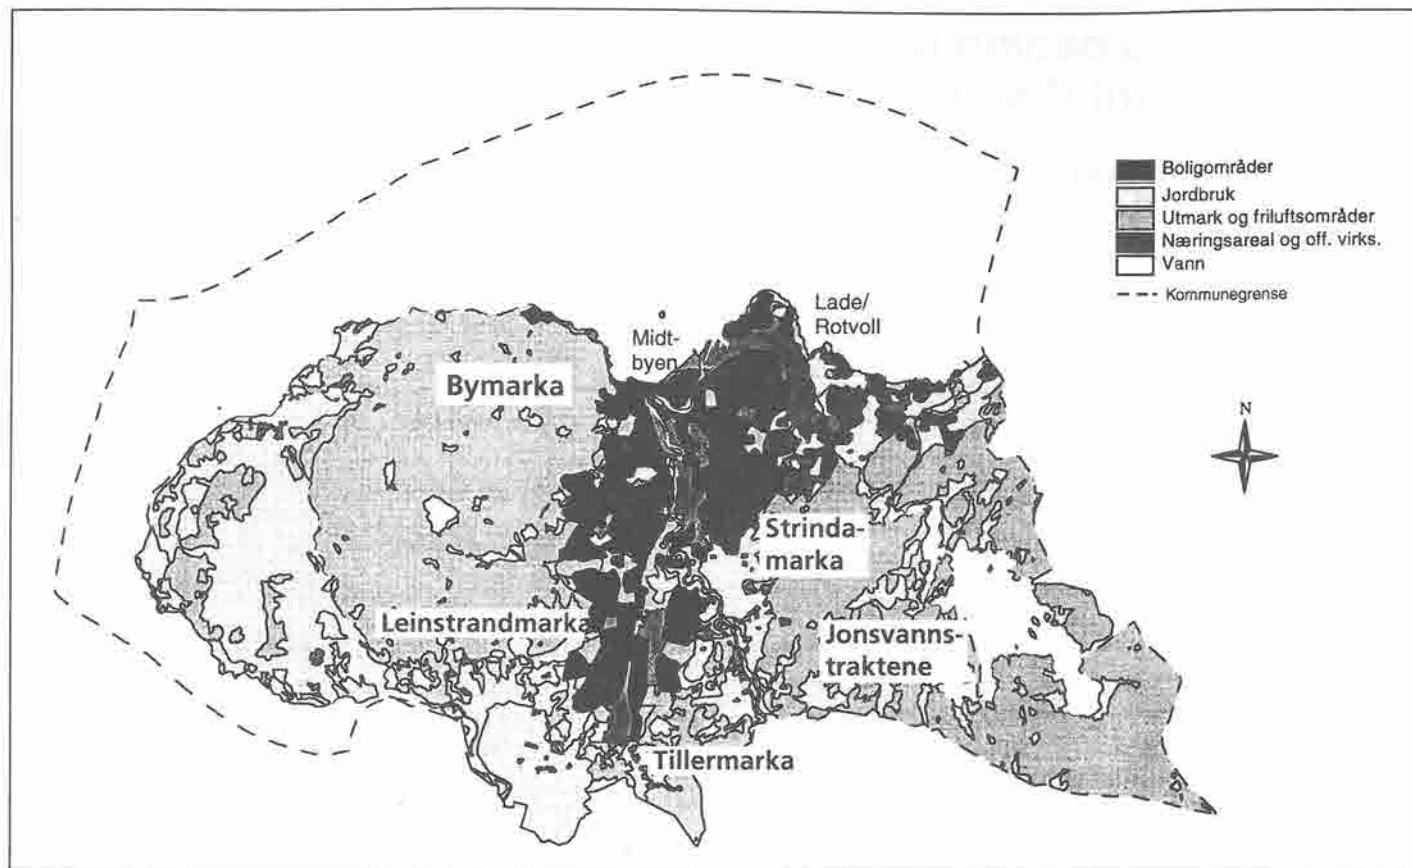 Boligområder
Jordbruk
Utmark og friluftsområder
Næringsareal og off. virks.
Vann
Kommunegrense
Lade/
Rotvoll
Midt-
byen
Bymarka
N
Strinda-
marka
Leinstrandmarka
Jonsvanns-
traktene
Tillermarka